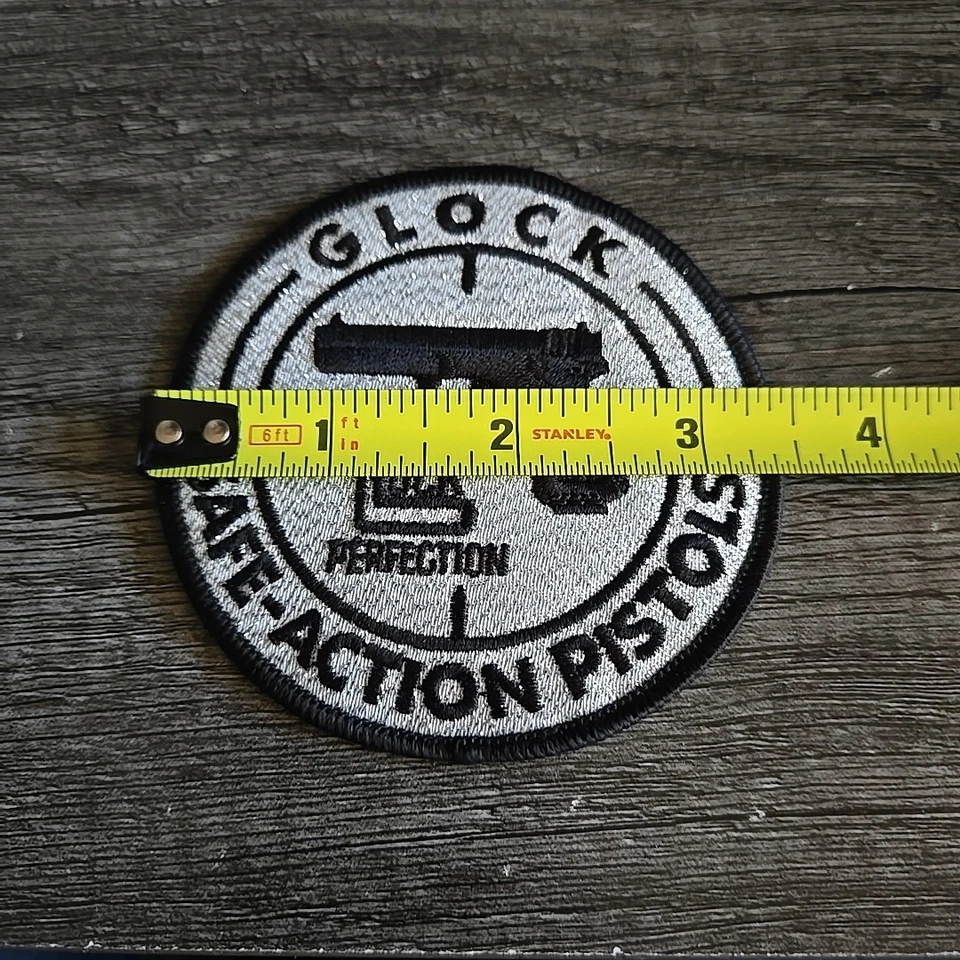 GLOCK
6ft 1 ft in 2 STANLEY® 3 4
PERFECTION
SAFE-ACTION PISTOLS